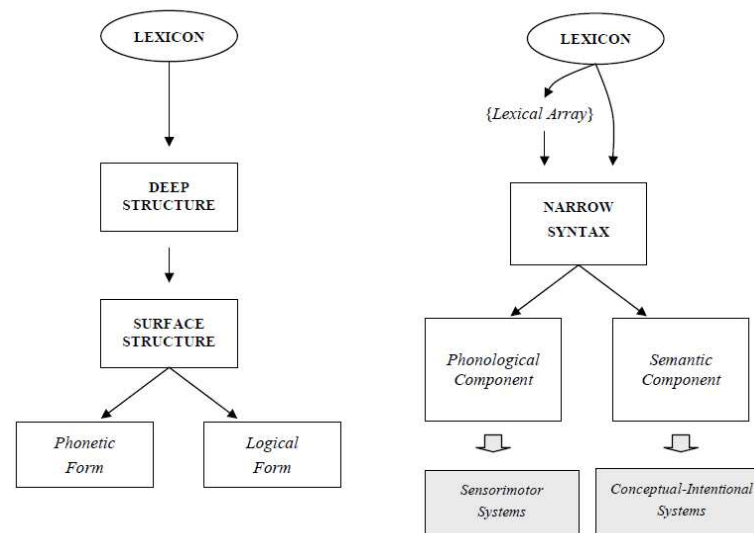 LEXICON
DEEP
STRUCTURE
SURFACE
STRUCTURE
Phonetic
Form
Logical
Form
LEXICON
{Lexical Array}
NARROW
SYNTAX
Phonological
Component
Semantic
Component
Sensorimotor
Systems
Conceptual-Intentional
Systems